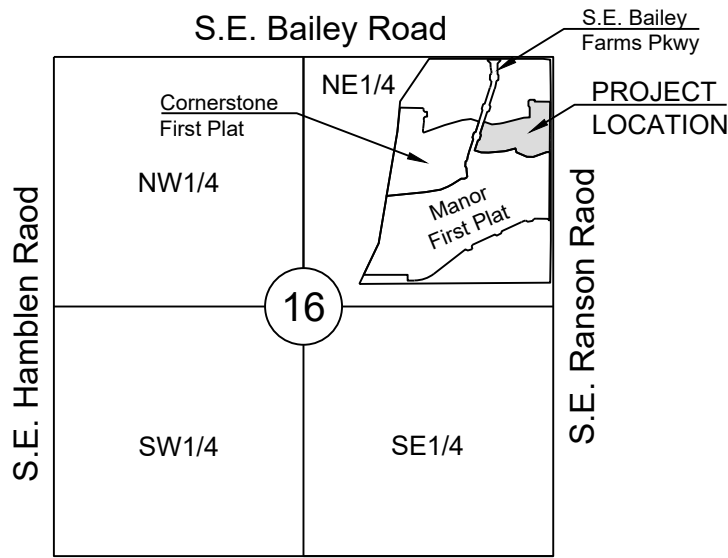 S.E. Bailey Road
S.E. Bailey
Farms Pkwy
NE1/4
PROJECT
LOCATION
Cornerstone
First Plat
NW1/4
Manor
First Plat
S.E. Hamblen Raod
16
S.E. Ranson Raod
SW1/4
SE1/4